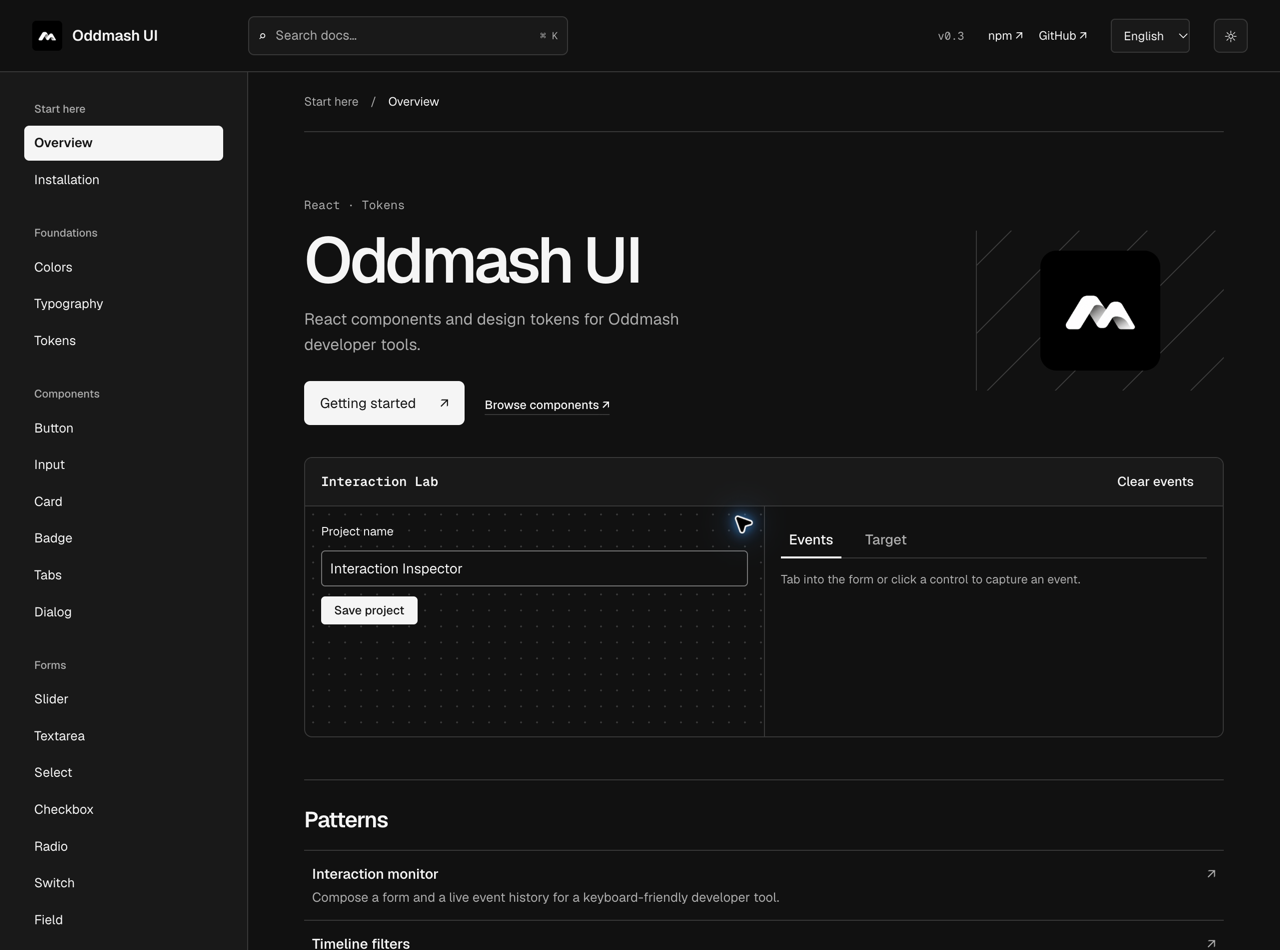 Oddmash UI
Search docs...
⌘ K
v0.3
npm ↗
GitHub ↗
English
Start here
Overview
Installation
Foundations
Colors
Typography
Tokens
Components
Button
Input
Card
Badge
Tabs
Dialog
Forms
Slider
Textarea
Select
Checkbox
Radio
Switch
Field
Start here / Overview
React · Tokens
Oddmash UI
React components and design tokens for Oddmash
developer tools.
Getting started ↗
Browse components ↗
Interaction Lab
Clear events
Project name
Interaction Inspector
Save project
Events
Target
Tab into the form or click a control to capture an event.
Patterns
Interaction monitor ↗
Compose a form and a live event history for a keyboard-friendly developer tool.
Timeline filters ↗